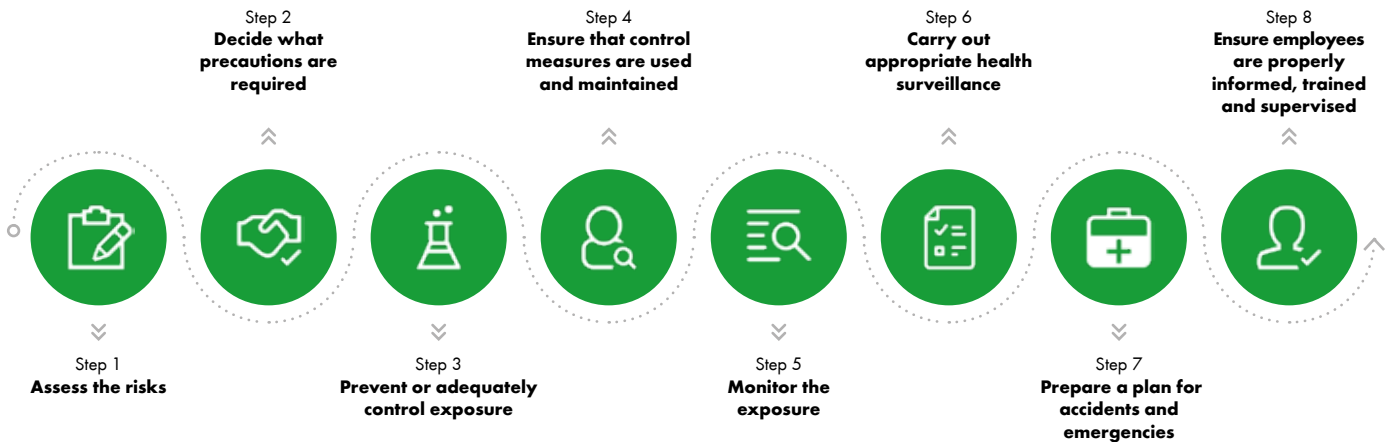 Step 1
Assess the risks
Step 2
Decide what
precautions are
required
Step 3
Prevent or adequately
control exposure
Step 4
Ensure that control
measures are used
and maintained
Step 5
Monitor the
exposure
Step 6
Carry out
appropriate health
surveillance
Step 7
Prepare a plan for
accidents and
emergencies
Step 8
Ensure employees
are properly
informed, trained
and supervised